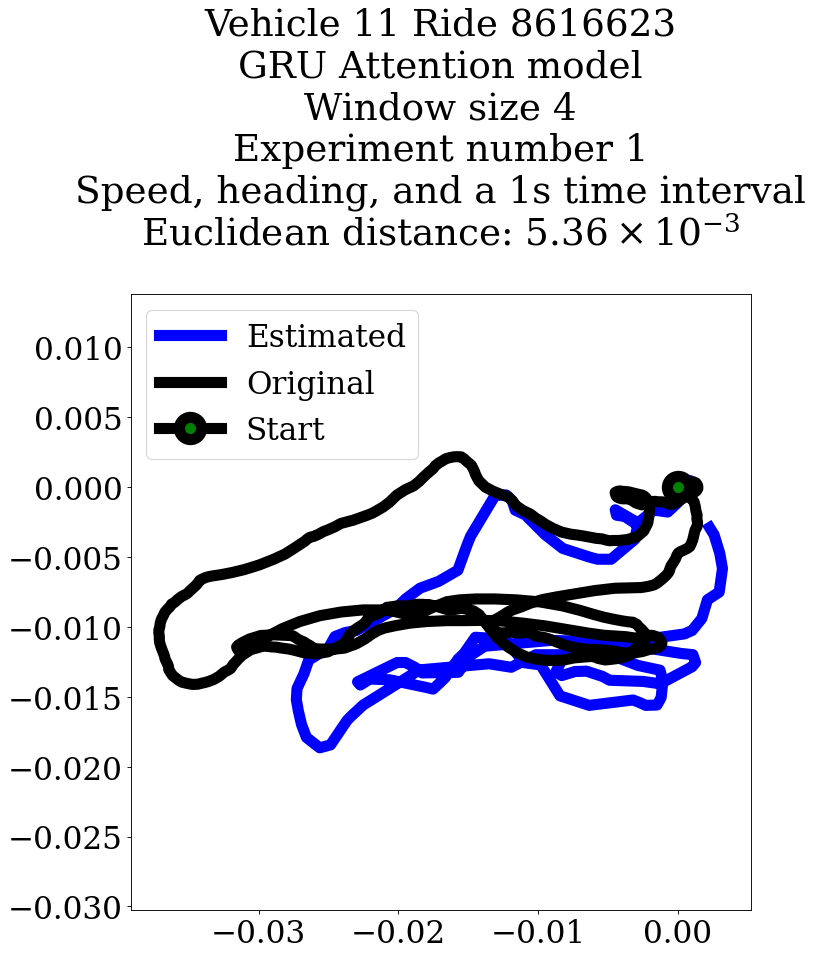 Vehicle 11 Ride 8616623
GRU Attention model
Window size 4
Experiment number 1
Speed, heading, and a 1s time interval
Euclidean distance: 5.36 × 10⁻³
Estimated
Original
Start
0.010
0.005
0.000
−0.005
−0.010
−0.015
−0.020
−0.025
−0.030
−0.03 −0.02 −0.01 0.00